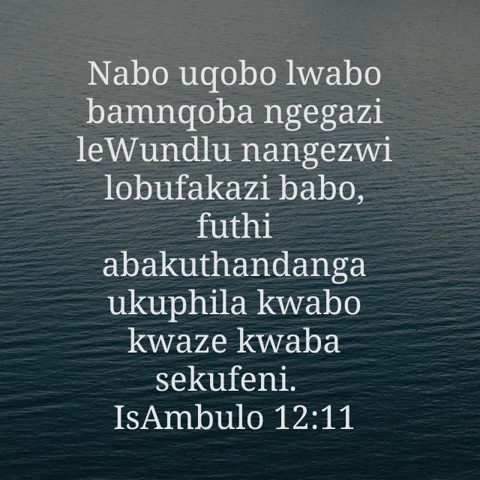 Nabo uqobo lwabo
bamnqoba ngegazi
leWundlu nangezwi
lobufakazi babo,
futhi
abakuthandanga
ukuphila kwabo
kwaze kwaba
sekufeni.
IsAmbulo 12:11